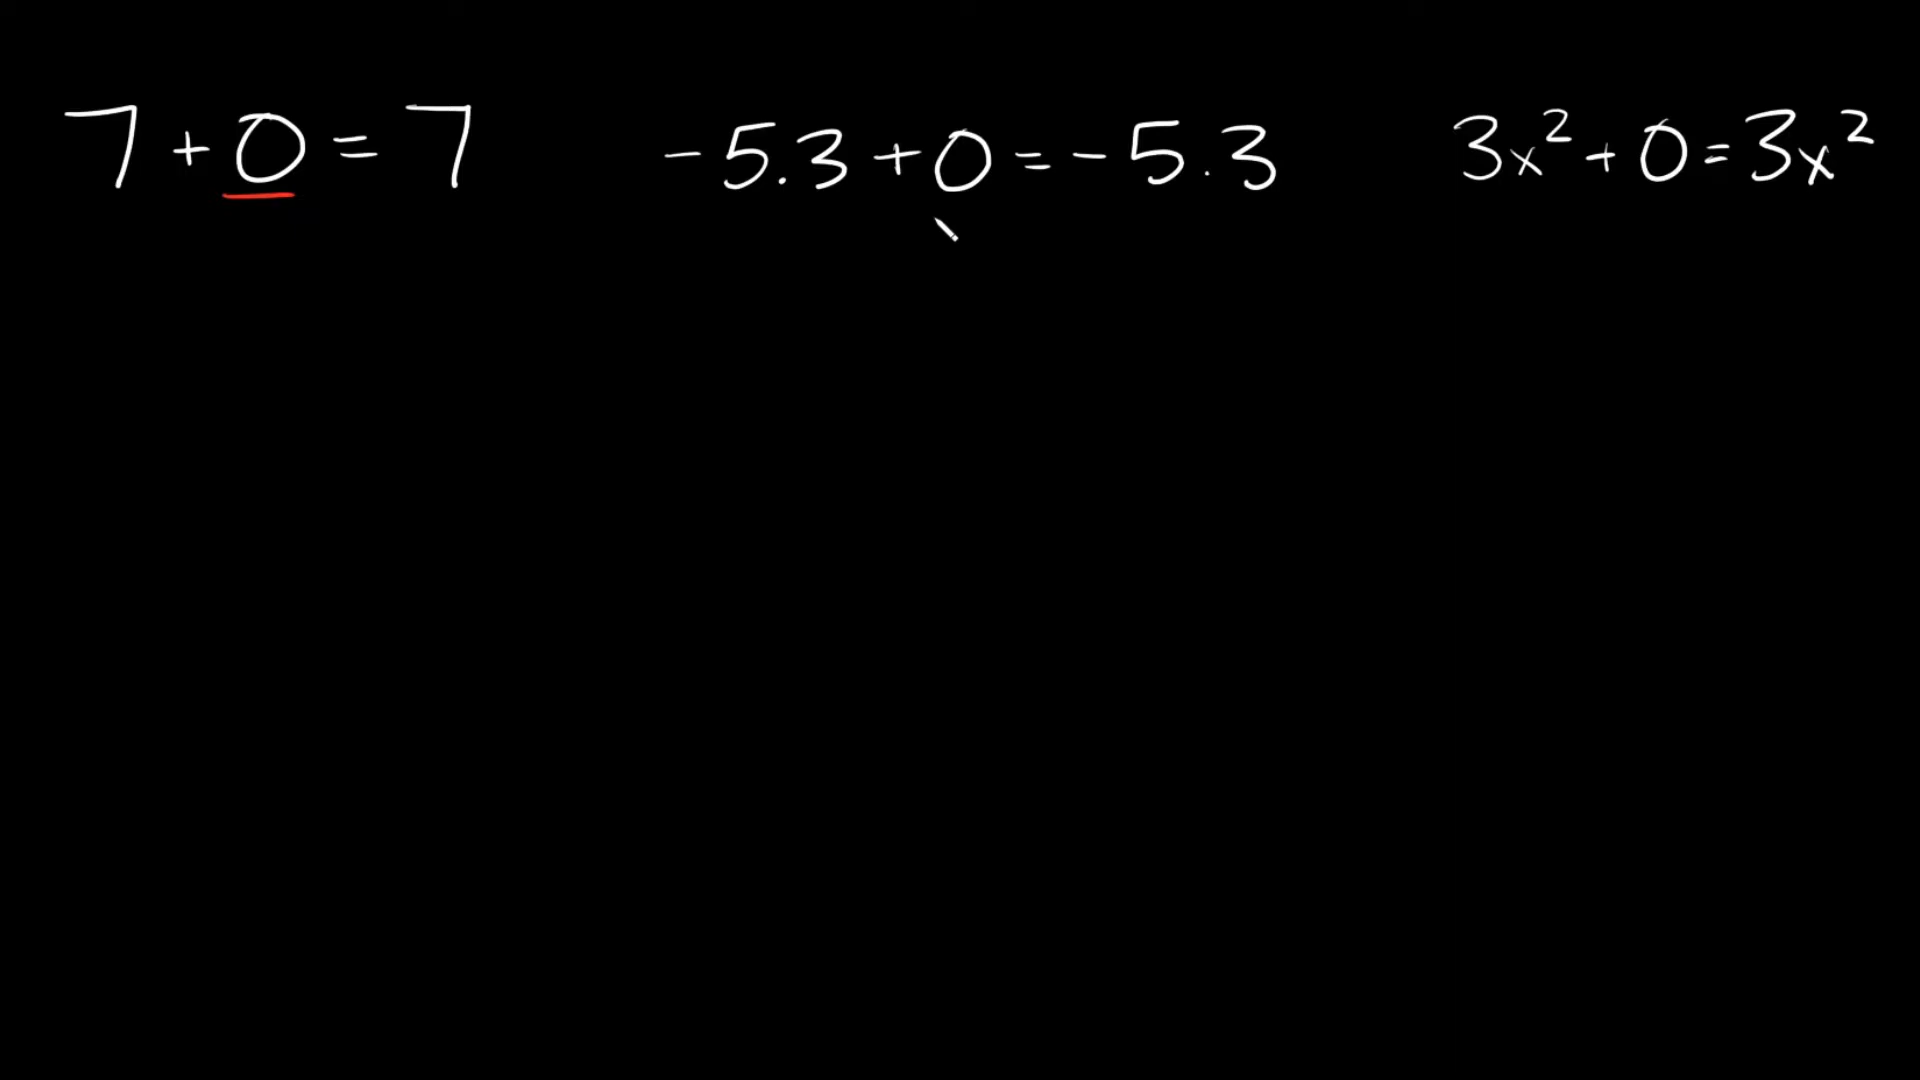 7 + 0 = 7
-5.3 + 0 = -5.3
3x² + 0 = 3x²